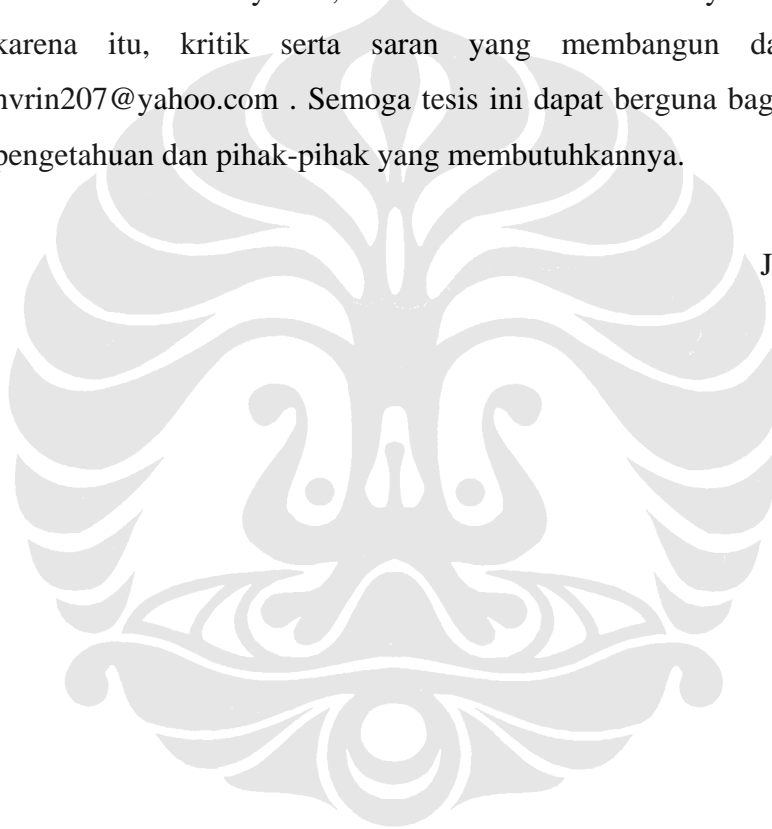 karena itu, kritik serta saran yang membangun da
nvrin207@yahoo.com . Semoga tesis ini dapat berguna bag
pengetahuan dan pihak-pihak yang membutuhkannya.
J